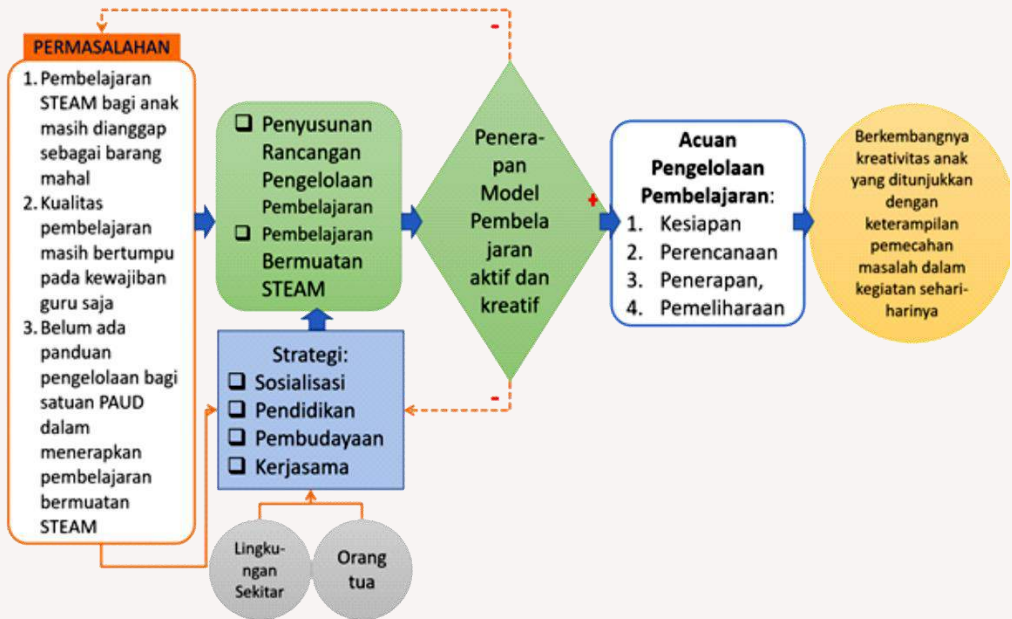 PERMASALAHAN
1. Pembelajaran
STEAM bagi anak
masih dianggap
sebagai barang
mahal
2. Kualitas
pembelajaran
masih bertumpu
pada kewajiban
guru saja
3. Belum ada
panduan
pengelolaan bagi
satuan PAUD
dalam
menerapkan
pembelajaran
bermuatan
STEAM
Penyusunan
Rancangan
Pengelolaan
Pembelajaran
Pembelajaran
Bermuatan
STEAM
Strategi:
Sosialisasi
Pendidikan
Pembudayaan
Kerjasama
Lingku-
ngan
Sekitar
Orang
tua
-
Penera-
pan
Model
Pembela
jaran
aktif dan
kreatif
+
-
Acuan
Pengelolaan
Pembelajaran:
1. Kesiapan
2. Perencanaan
3. Penerapan,
4. Pemeliharaan
Berkembangnya
kreativitas anak
yang ditunjukkan
dengan
keterampilan
pemecahan
masalah dalam
kegiatan sehari-
harinya